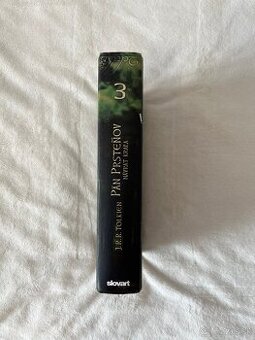 3
J.R.R. TOLKIEN
PÁN PRSTEŇOV
NÁVRAT KRÁĽA
slovart